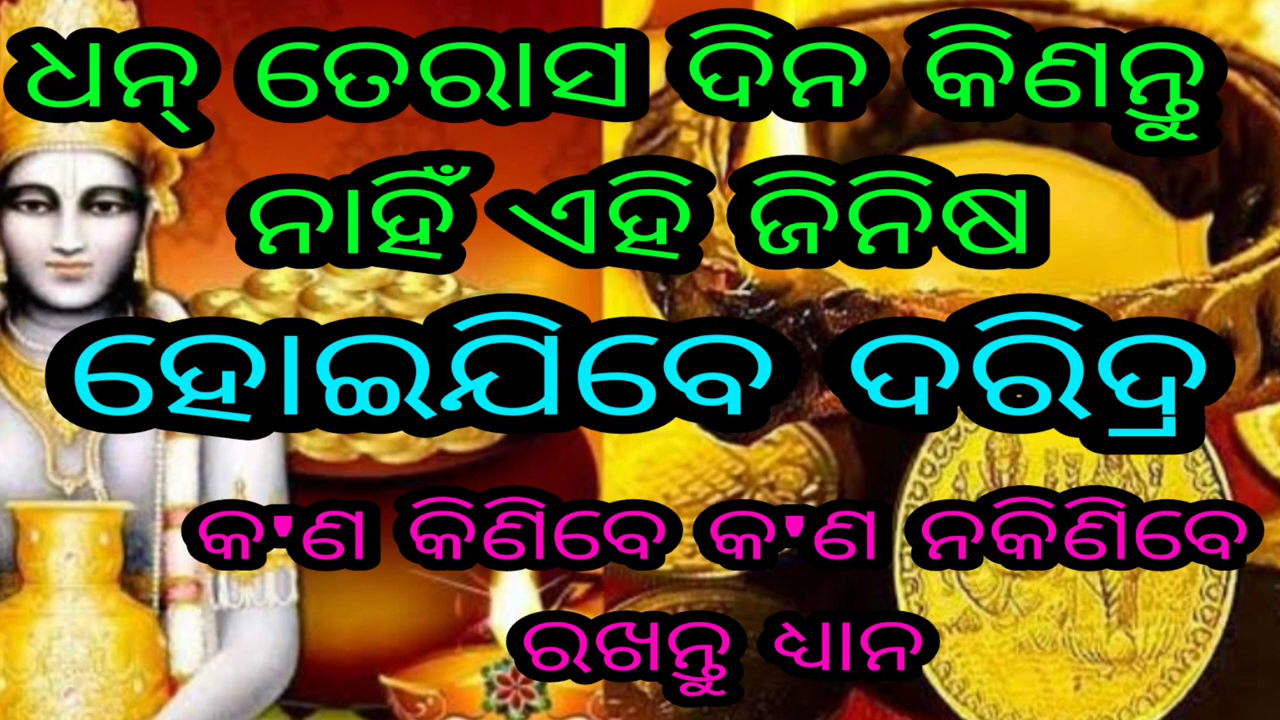 ଧନ୍ ତେରାସ ଦିନ କିଣନ୍ତୁ
ନାହିଁ ଏହି ଜିନିଷ
ହୋଇଯିବେ ଦରିଦ୍ର
କ'ଣ କିଣିବେ କ'ଣ ନକିଣିବେ
ରଖନ୍ତୁ ଧ୍ୟାନ